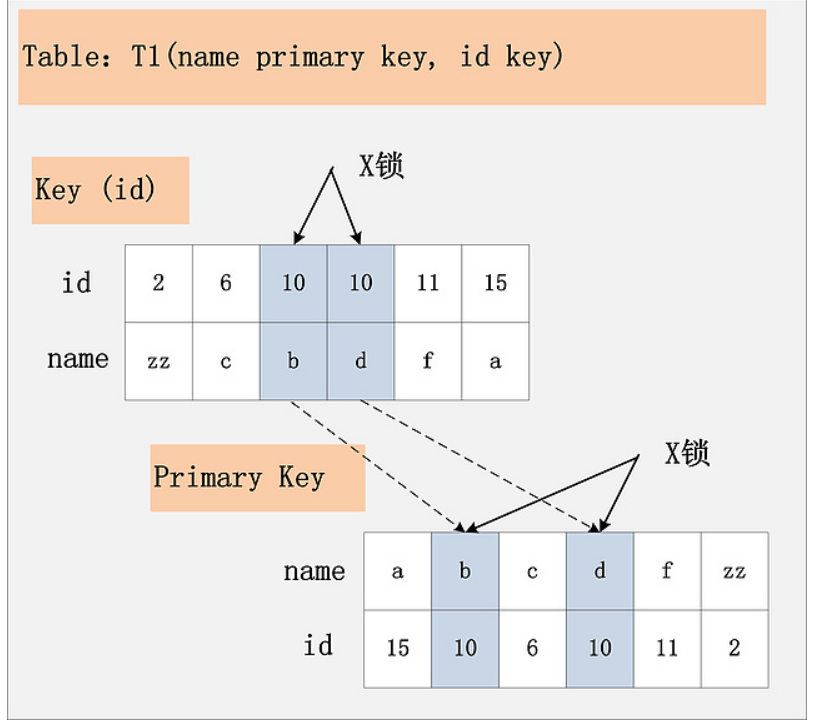 Table: T1(name primary key, id key)
X锁
Key (id)
id 2 6 10 10 11 15
name zz c b d f a
X锁
Primary Key
name a b c d f zz
id 15 10 6 10 11 2